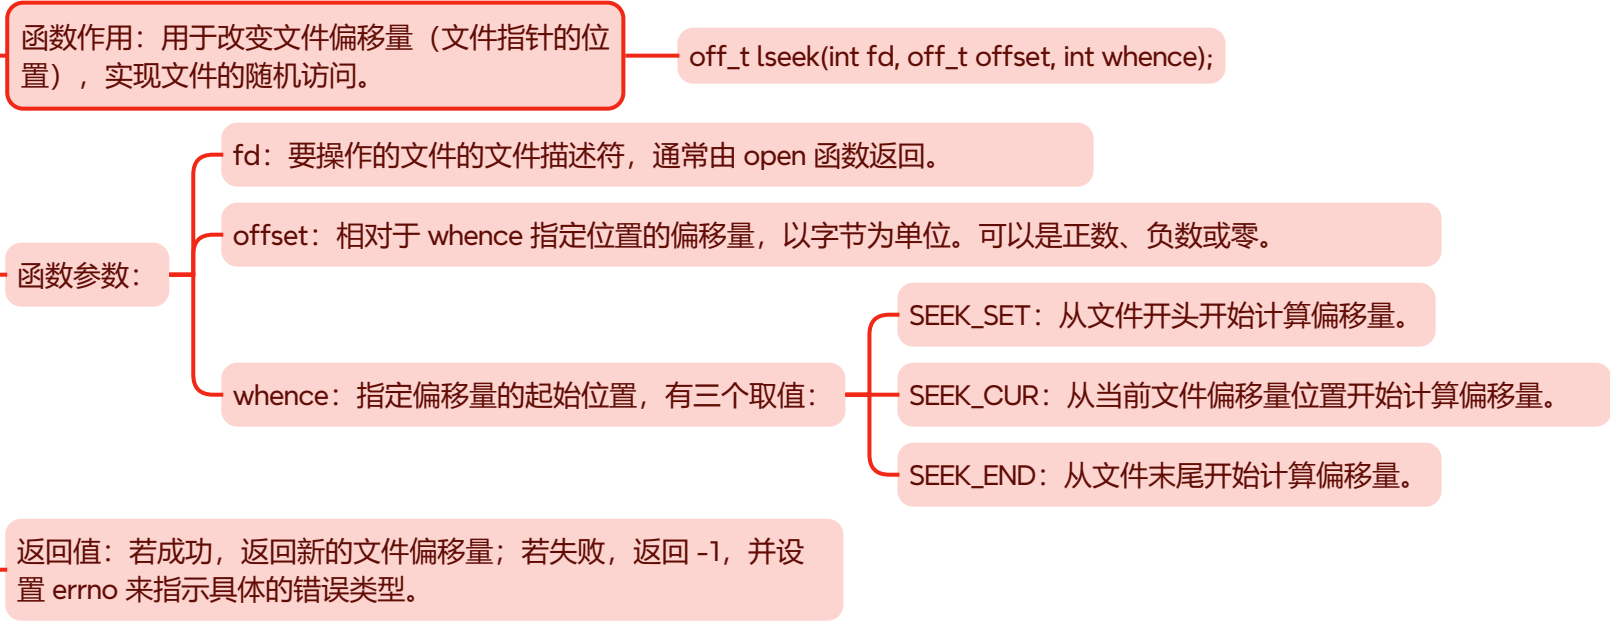 函数作用：用于改变文件偏移量（文件指针的位
置），实现文件的随机访问。
off_t lseek(int fd, off_t offset, int whence);
函数参数：
fd：要操作的文件的文件描述符，通常由 open 函数返回。
offset：相对于 whence 指定位置的偏移量，以字节为单位。可以是正数、负数或零。
whence：指定偏移量的起始位置，有三个取值：
SEEK_SET：从文件开头开始计算偏移量。
SEEK_CUR：从当前文件偏移量位置开始计算偏移量。
SEEK_END：从文件末尾开始计算偏移量。
返回值：若成功，返回新的文件偏移量；若失败，返回 -1，并设
置 errno 来指示具体的错误类型。